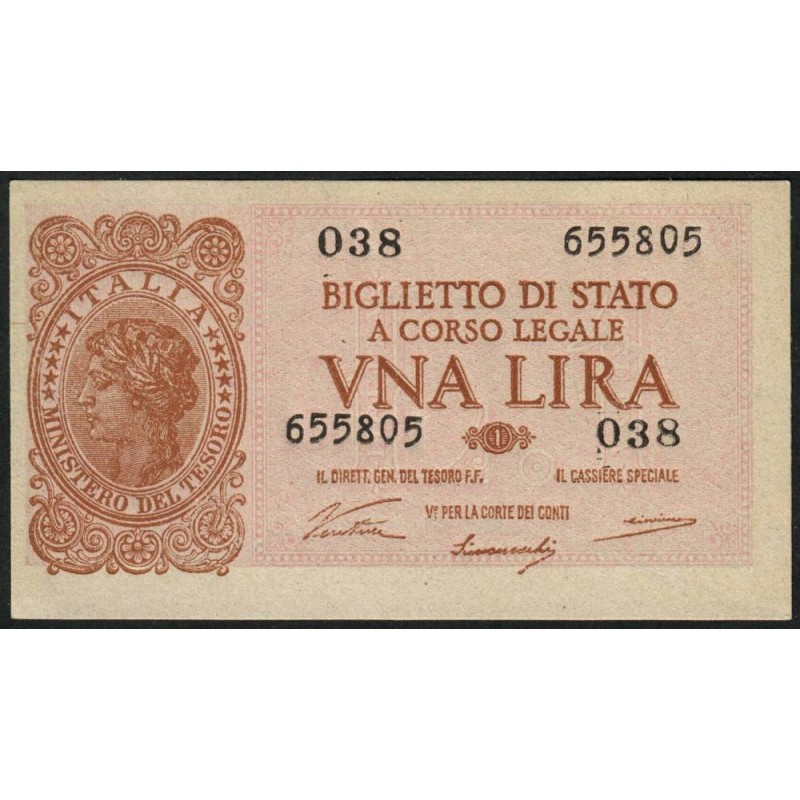 ITALIA
MINISTERO DEL TESORO
038 655805
BIGLIETTO DI STATO
A CORSO LEGALE
VNA LIRA
655805 1 038
IL DIRETT. GEN. DEL TESORO F.F. IL CASSIERE SPECIALE
Vº PER LA CORTE DEI CONTI